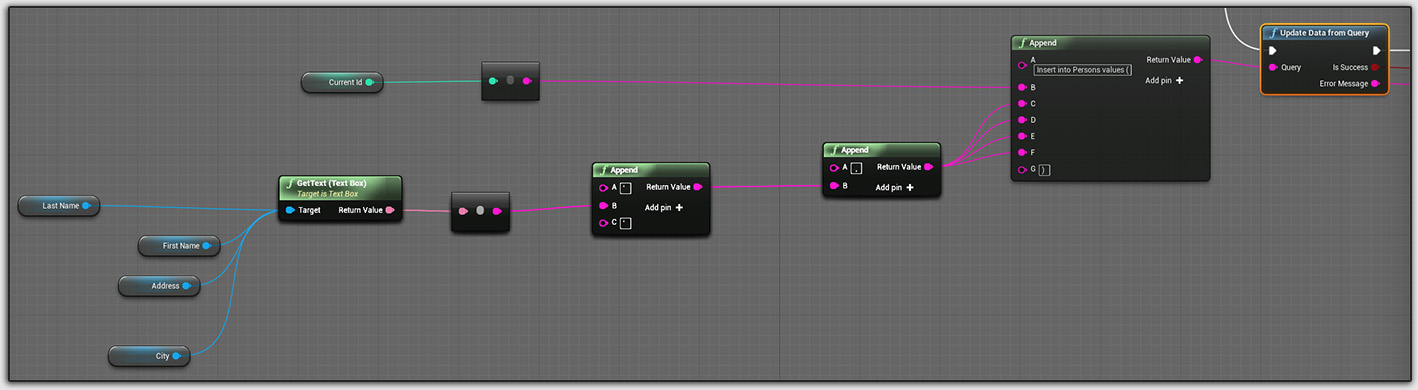 Update Data from Query
Append
A
Insert into Persons values (
Return Value
Add pin
Query
Is Success
Error Message
Current Id
B
C
D
E
F
G
)
Append
A
,
Return Value
B
Add pin
Append
A
'
Return Value
B
Add pin
C
'
GetText (Text Box)
Target is Text Box
Target
Return Value
Last Name
First Name
Address
City